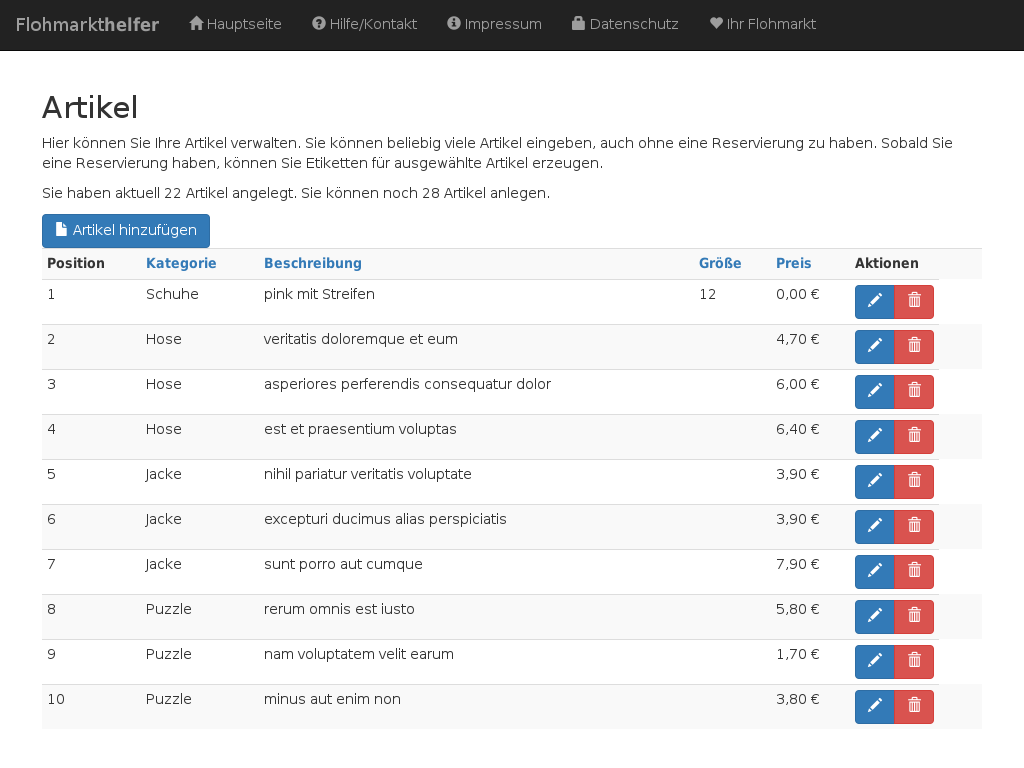 Flohmarkthelfer Hauptseite Hilfe/Kontakt Impressum Datenschutz Ihr Flohmarkt
Artikel
Hier können Sie Ihre Artikel verwalten. Sie können beliebig viele Artikel eingeben, auch ohne eine Reservierung zu haben. Sobald Sie
eine Reservierung haben, können Sie Etiketten für ausgewählte Artikel erzeugen.
Sie haben aktuell 22 Artikel angelegt. Sie können noch 28 Artikel anlegen.
Artikel hinzufügen
Position Kategorie Beschreibung Größe Preis Aktionen
1 Schuhe pink mit Streifen 12 0,00 €
2 Hose veritatis doloremque et eum 4,70 €
3 Hose asperiores perferendis consequatur dolor 6,00 €
4 Hose est et praesentium voluptas 6,40 €
5 Jacke nihil pariatur veritatis voluptate 3,90 €
6 Jacke excepturi ducimus alias perspiciatis 3,90 €
7 Jacke sunt porro aut cumque 7,90 €
8 Puzzle rerum omnis est iusto 5,80 €
9 Puzzle nam voluptatem velit earum 1,70 €
10 Puzzle minus aut enim non 3,80 €